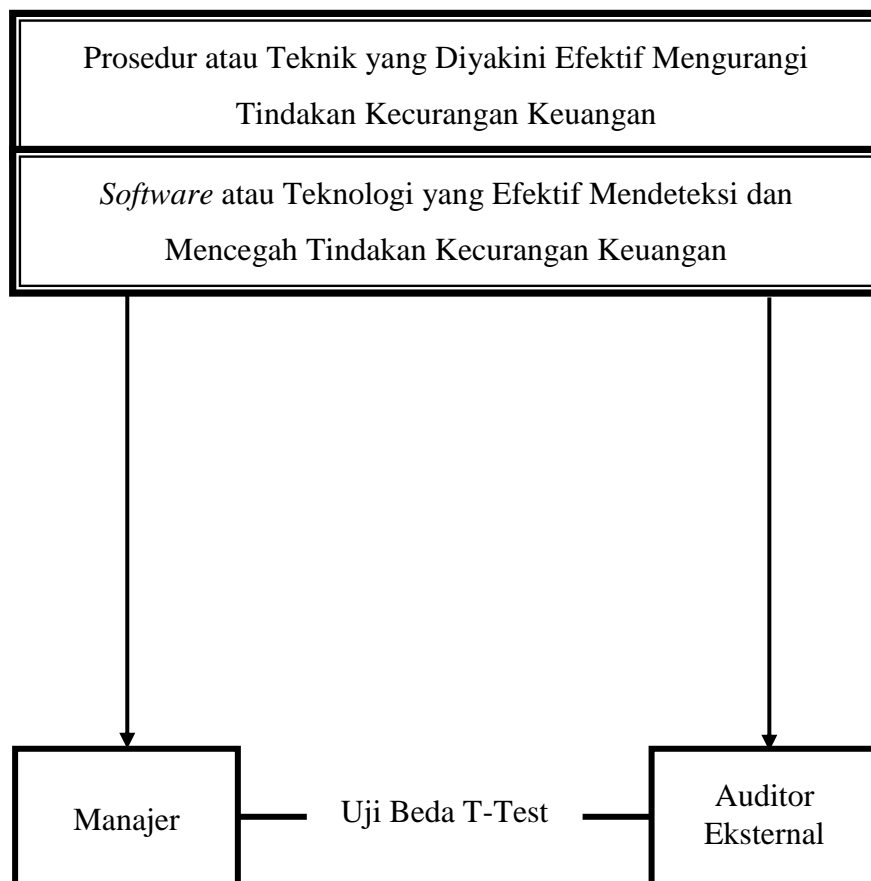 Prosedur atau Teknik yang Diyakini Efektif Mengurangi
Tindakan Kecurangan Keuangan
Software atau Teknologi yang Efektif Mendeteksi dan
Mencegah Tindakan Kecurangan Keuangan
Manajer
Uji Beda T-Test
Auditor
Eksternal